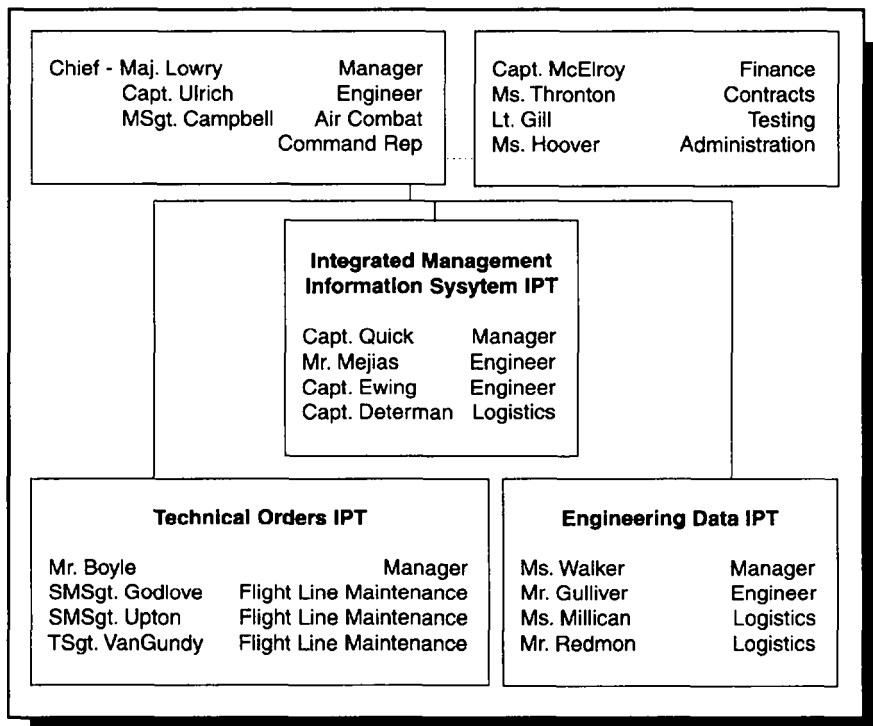 Chief - Maj. Lowry Manager
Capt. Ulrich Engineer
MSgt. Campbell Air Combat
Command Rep
Capt. McElroy Finance
Ms. Thronton Contracts
Lt. Gill Testing
Ms. Hoover Administration
Integrated Management
Information Sysytem IPT
Capt. Quick Manager
Mr. Mejias Engineer
Capt. Ewing Engineer
Capt. Determan Logistics
Technical Orders IPT
Mr. Boyle Manager
SMSgt. Godlove Flight Line Maintenance
SMSgt. Upton Flight Line Maintenance
TSgt. VanGundy Flight Line Maintenance
Engineering Data IPT
Ms. Walker Manager
Mr. Gulliver Engineer
Ms. Millican Logistics
Mr. Redmon Logistics